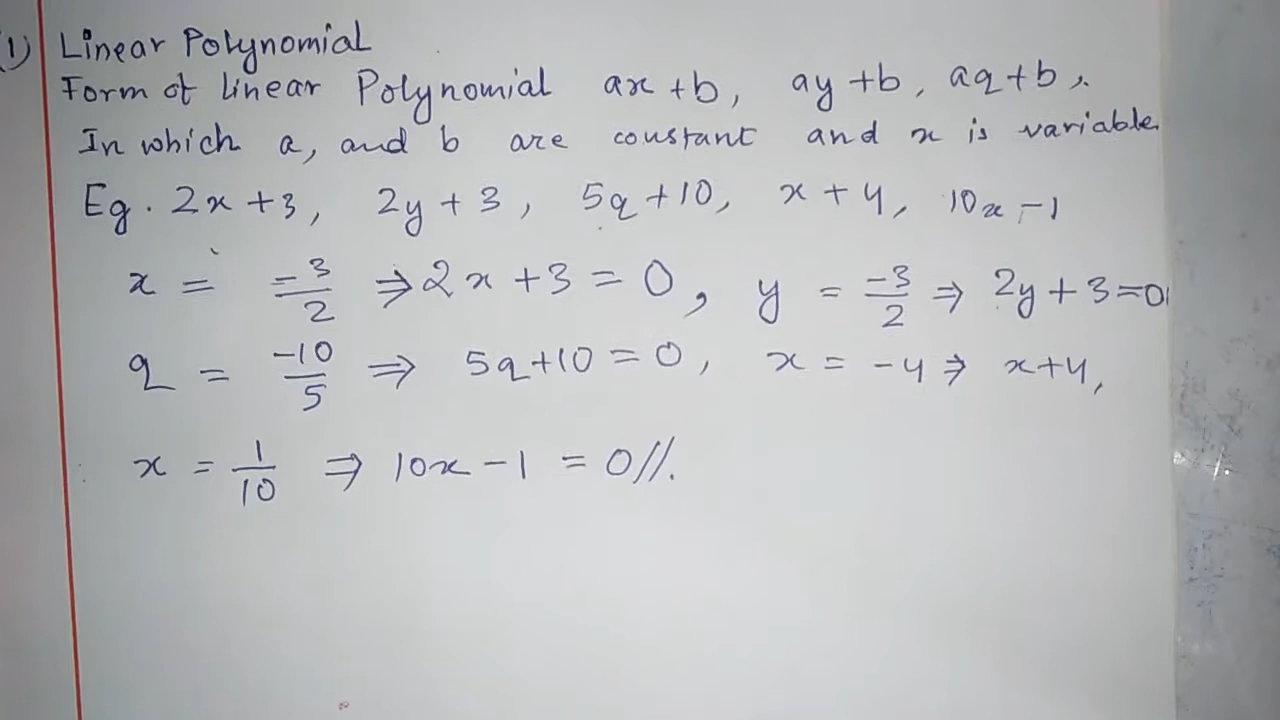 (1) Linear Polynomial
Form of linear Polynomial ax+b, ay+b, aq+b,.
In which a, and b are constant and x is variable.
Eg. 2x+3, 2y+3, 5q+10, x+4, 10x-1
x = -3/2 ⇒ 2x+3=0, y = -3/2 ⇒ 2y+3=0
q = -10/5 ⇒ 5q+10=0, x = -4 ⇒ x+4,
x = 1/10 ⇒ 10x-1 = 0//.